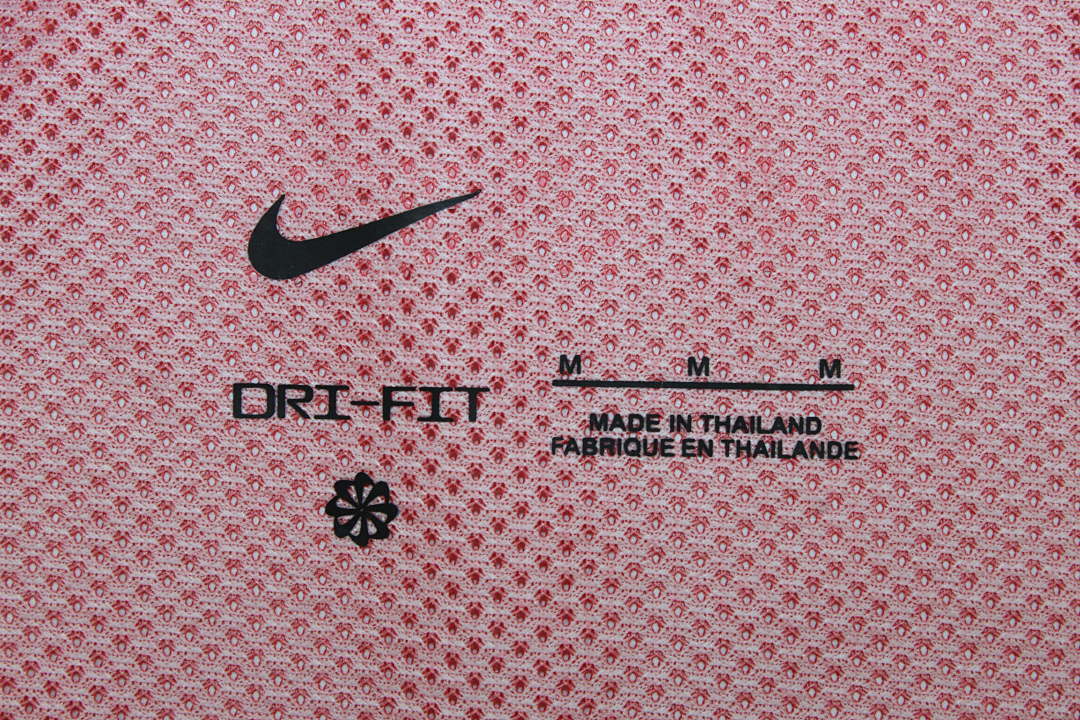 DRI-FIT
M M M
MADE IN THAILAND
FABRIQUE EN THAILANDE